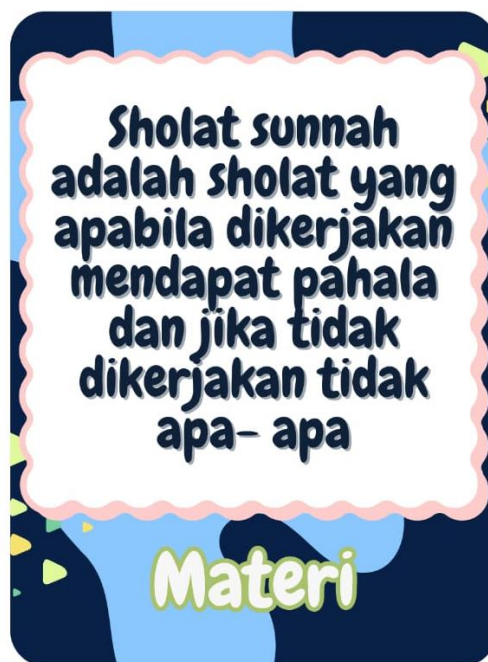 Sholat sunnah
adalah sholat yang
apabila dikerjakan
mendapat pahala
dan jika tidak
dikerjakan tidak
apa- apa
Materi